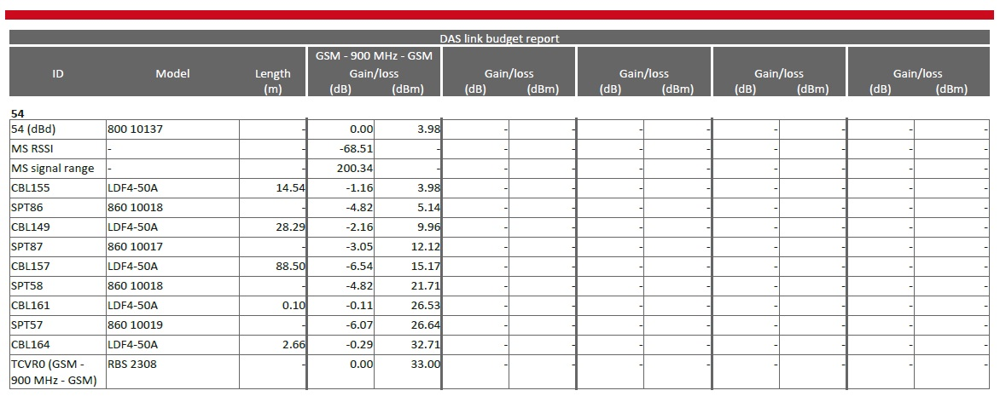 DAS link budget report
GSM - 900 MHz - GSM
ID Model Length Gain/loss Gain/loss Gain/loss Gain/loss Gain/loss
(m) (dB) (dBm) (dB) (dBm) (dB) (dBm) (dB) (dBm) (dB) (dBm)
54
54 (dBd) 800 10137 - 0.00 3.98 - - - - - - - -
MS RSSI - - -68.51 - - - - - - - - -
MS signal range - - 200.34 - - - - - - - - -
CBL155 LDF4-50A 14.54 -1.16 3.98 - - - - - - - -
SPT86 860 10018 - -4.82 5.14 - - - - - - - -
CBL149 LDF4-50A 28.29 -2.16 9.96 - - - - - - - -
SPT87 860 10017 - -3.05 12.12 - - - - - - - -
CBL157 LDF4-50A 88.50 -6.54 15.17 - - - - - - - -
SPT58 860 10018 - -4.82 21.71 - - - - - - - -
CBL161 LDF4-50A 0.10 -0.11 26.53 - - - - - - - -
SPT57 860 10019 - -6.07 26.64 - - - - - - - -
CBL164 LDF4-50A 2.66 -0.29 32.71 - - - - - - - -
TCVR0 (GSM - RBS 2308 - 0.00 33.00 - - - - - - - -
900 MHz - GSM)